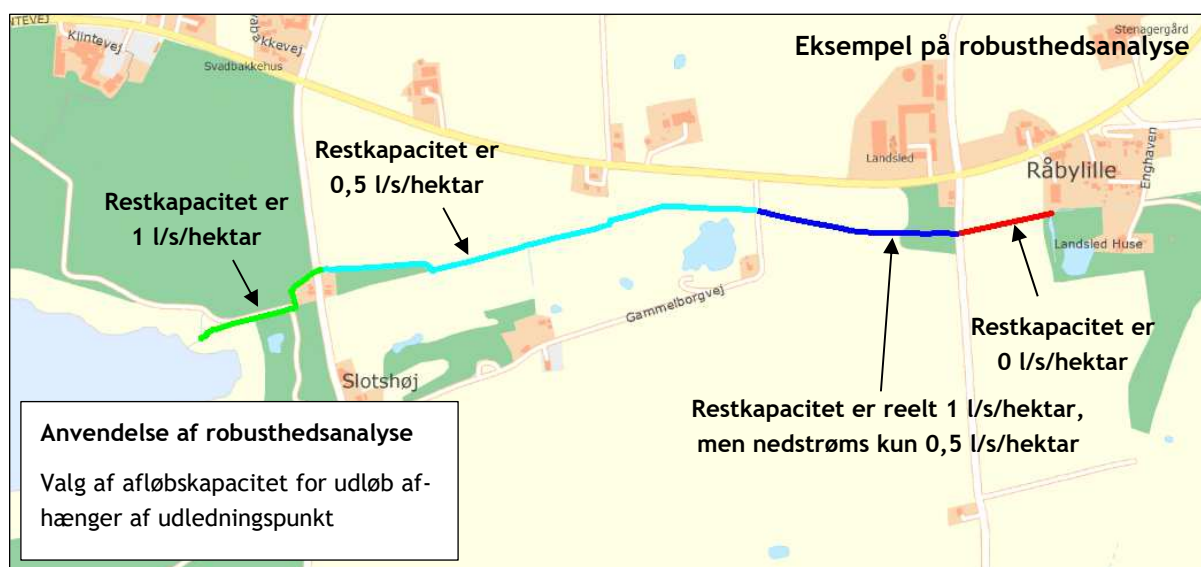 Eksempel på robusthedsanalyse
Klintevej
Svadbakkehus
Stenagergård
Landsled
Råbylille
Enghaven
Landsled Huse
Restkapacitet er
0,5 l/s/hektar
Restkapacitet er
1 l/s/hektar
Gammelborgvej
Slotshøj
Restkapacitet er
0 l/s/hektar
Restkapacitet er reelt 1 l/s/hektar,
men nedstrøms kun 0,5 l/s/hektar
Anvendelse af robusthedsanalyse
Valg af afløbskapacitet for udløb af-
hænger af udledningspunkt